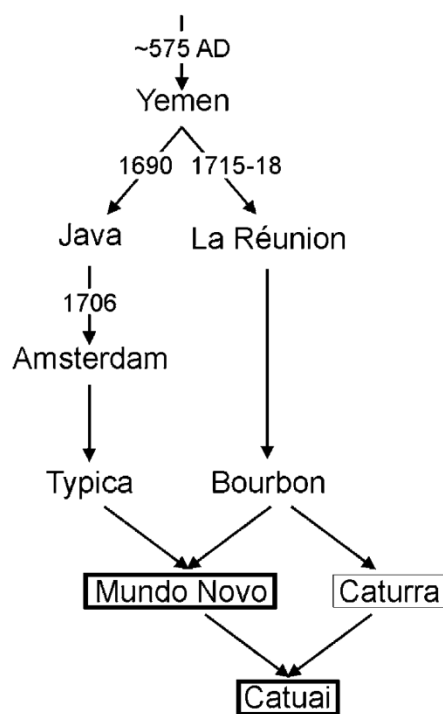 ~575 AD
Yemen
1690 1715-18
Java La Réunion
1706
Amsterdam
Typica Bourbon
Mundo Novo Caturra
Catuai